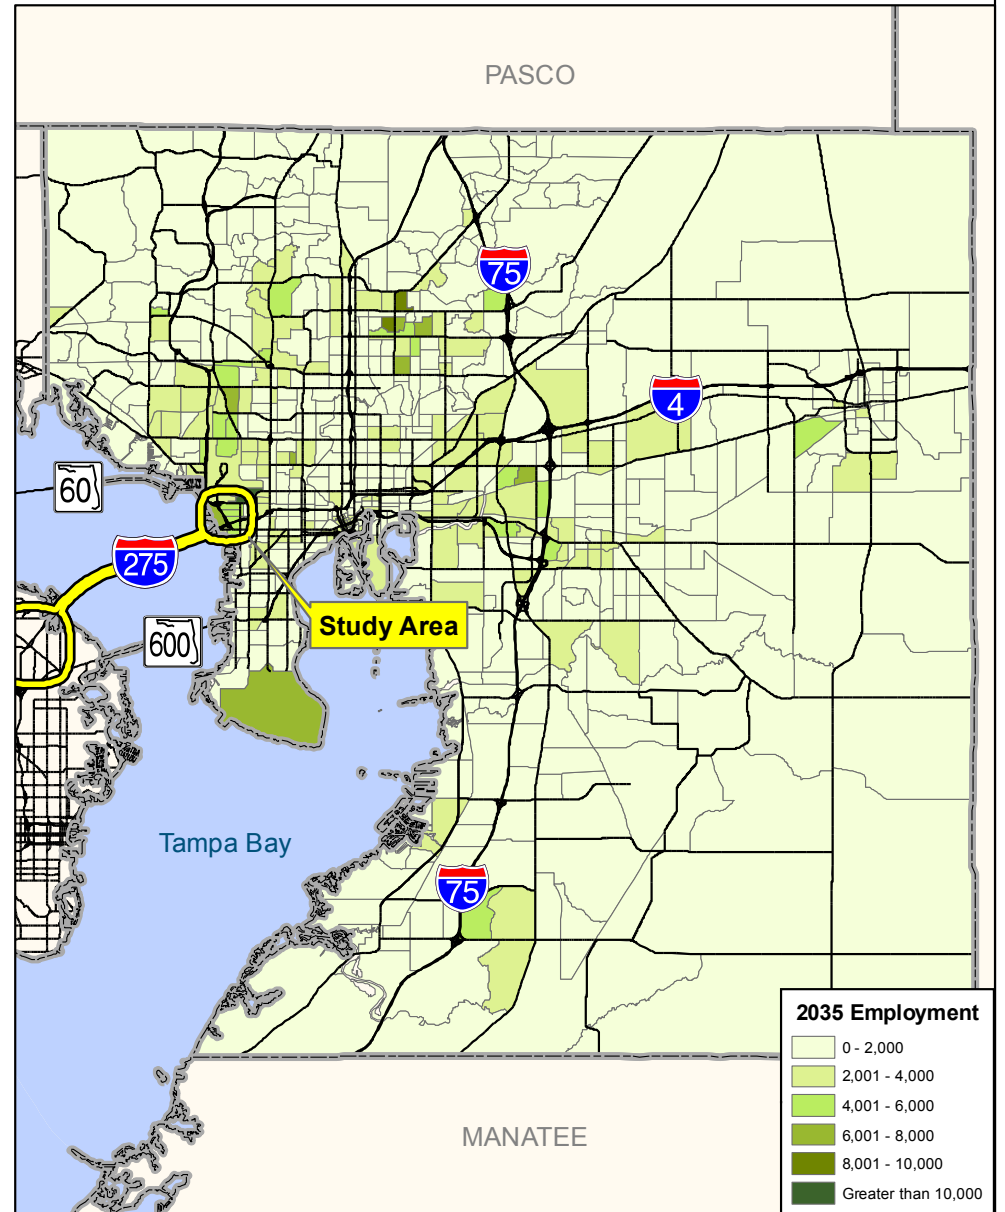 PASCO
75
4
60
275
Study Area
600
Tampa Bay
75
2035 Employment
0 - 2,000
2,001 - 4,000
4,001 - 6,000
6,001 - 8,000
8,001 - 10,000
Greater than 10,000
MANATEE